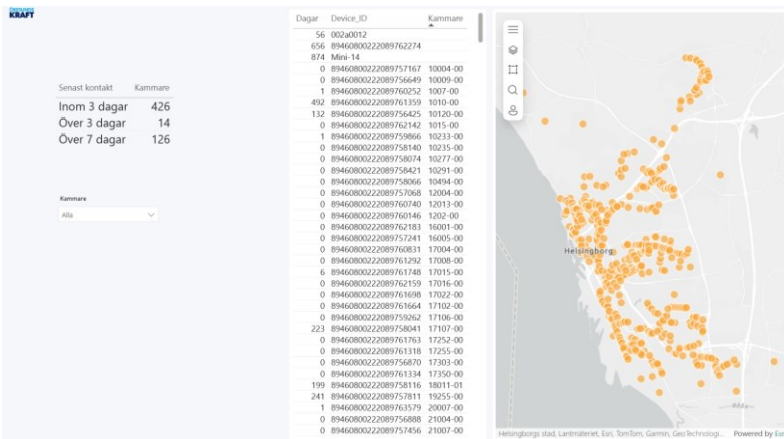 ÖRESUNDS
KRAFT
Senast kontakt Kammare
Inom 3 dagar 426
Över 3 dagar 14
Över 7 dagar 126
Kammare
Alla
Dagar Device_ID Kammare
56 002a0012
656 89460800222089762274
874 Mini-14
0 89460800222089757167 10004-00
0 89460800222089756649 10009-00
1 89460800222089760252 1007-00
492 89460800222089761359 1010-00
132 89460800222089756425 10120-00
0 89460800222089762142 1015-00
1 89460800222089759866 10233-00
0 89460800222089758140 10235-00
0 89460800222089758074 10277-00
0 89460800222089758421 10291-00
0 89460800222089758066 10494-00
0 89460800222089757068 12004-00
0 89460800222089760740 12013-00
0 89460800222089760146 1202-00
0 89460800222089762183 16001-00
0 89460800222089757241 16005-00
0 89460800222089760831 17004-00
0 89460800222089761292 17008-00
6 89460800222089761748 17015-00
0 89460800222089762159 17016-00
0 89460800222089761698 17022-00
0 89460800222089761664 17102-00
0 89460800222089759262 17106-00
223 89460800222089758041 17107-00
0 89460800222089761763 17252-00
0 89460800222089761318 17255-00
0 89460800222089756870 17303-00
0 89460800222089761334 17350-00
199 89460800222089758116 18011-01
241 89460800222089757811 19255-00
1 89460800222089763579 20007-00
0 89460800222089756888 21004-00
0 89460800222089757456 21007-00
Helsingborg
Helsingborgs stad, Lantmäteriet, Esri, TomTom, Garmin, GeoTechnologi... Powered by Esri